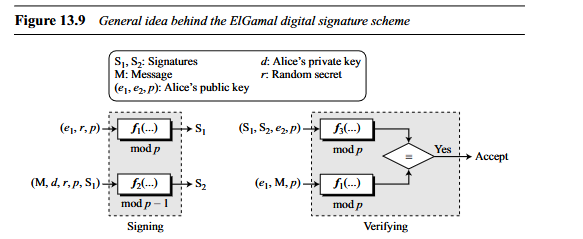 Figure 13.9 General idea behind the ElGamal digital signature scheme
S₁, S₂: Signatures d: Alice's private key
M: Message r: Random secret
(e₁, e₂, p): Alice's public key
(e₁, r, p) f₁(...) S₁ (S₁, S₂, e₂, p) f₃(...)
mod p mod p
= Yes Accept
(M, d, r, p, S₁) f₂(...) S₂ (e₁, M, p) f₁(...)
mod p – 1 mod p
Signing Verifying